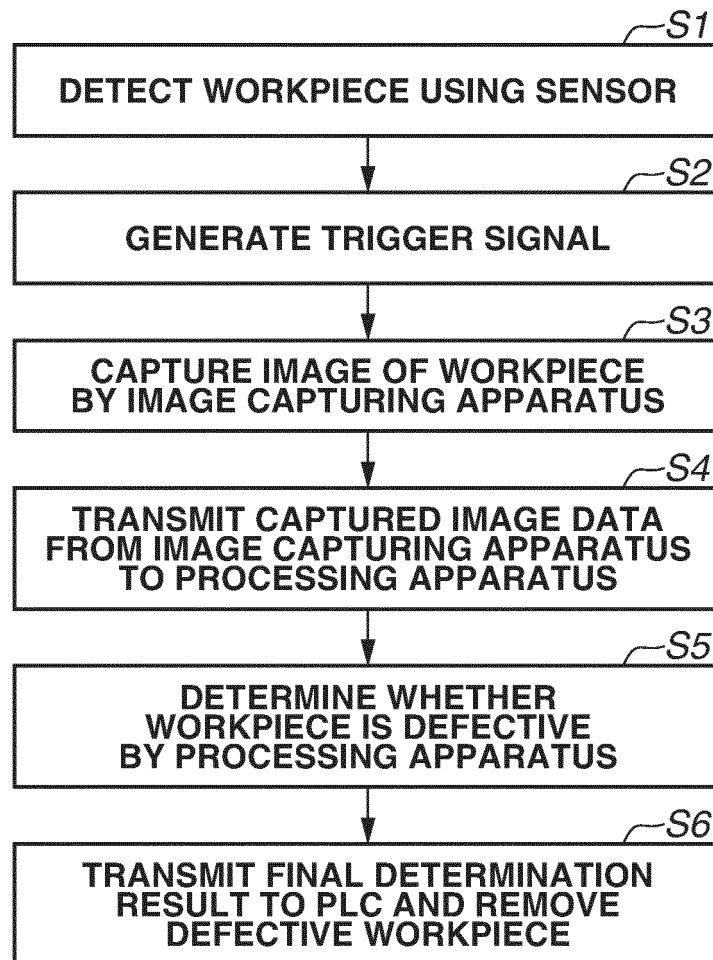 S1
DETECT WORKPIECE USING SENSOR
S2
GENERATE TRIGGER SIGNAL
S3
CAPTURE IMAGE OF WORKPIECE
BY IMAGE CAPTURING APPARATUS
S4
TRANSMIT CAPTURED IMAGE DATA
FROM IMAGE CAPTURING APPARATUS
TO PROCESSING APPARATUS
S5
DETERMINE WHETHER
WORKPIECE IS DEFECTIVE
BY PROCESSING APPARATUS
S6
TRANSMIT FINAL DETERMINATION
RESULT TO PLC AND REMOVE
DEFECTIVE WORKPIECE